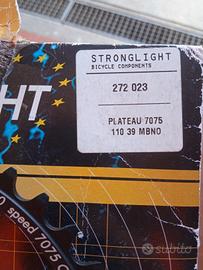 STRONGLIGHT
BICYCLE COMPONENTS
272 023
PLATEAU 7075
110 39 MBNO
HT
speed 7075 C
subito